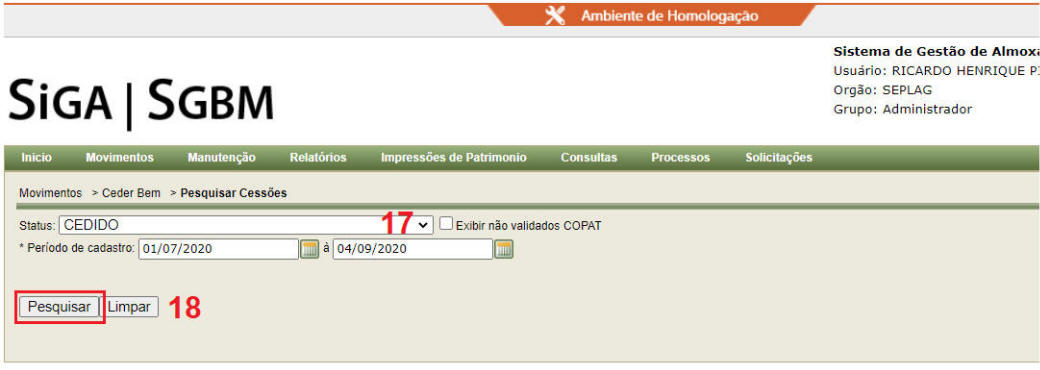 Ambiente de Homologação
Sistema de Gestão de Almox
Usuário: RICARDO HENRIQUE
Orgão: SEPLAG
Grupo: Administrador
SiGA | SGBM
Inicio Movimentos Manutenção Relatórios Impressões de Patrimonio Consultas Processos Solicitações
Movimentos > Ceder Bem > Pesquisar Cessões
Status: CEDIDO 17 Exibir não validados COPAT
* Período de cadastro: 01/07/2020 à 04/09/2020
Pesquisar Limpar 18